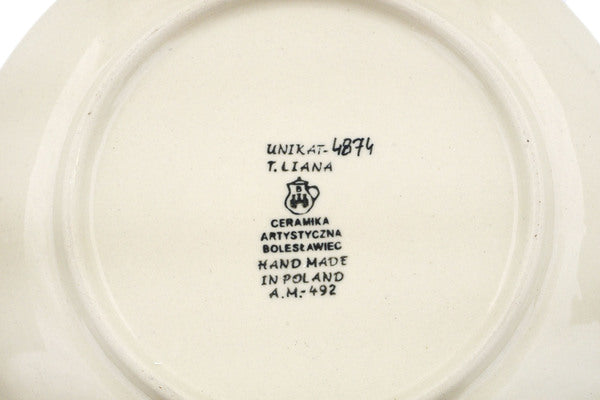 UNIKAT-4874
T. LIANA
B
CERAMIKA
ARTYSTYCZNA
BOLESŁAWIEC
HAND MADE
IN POLAND
A.M.-492